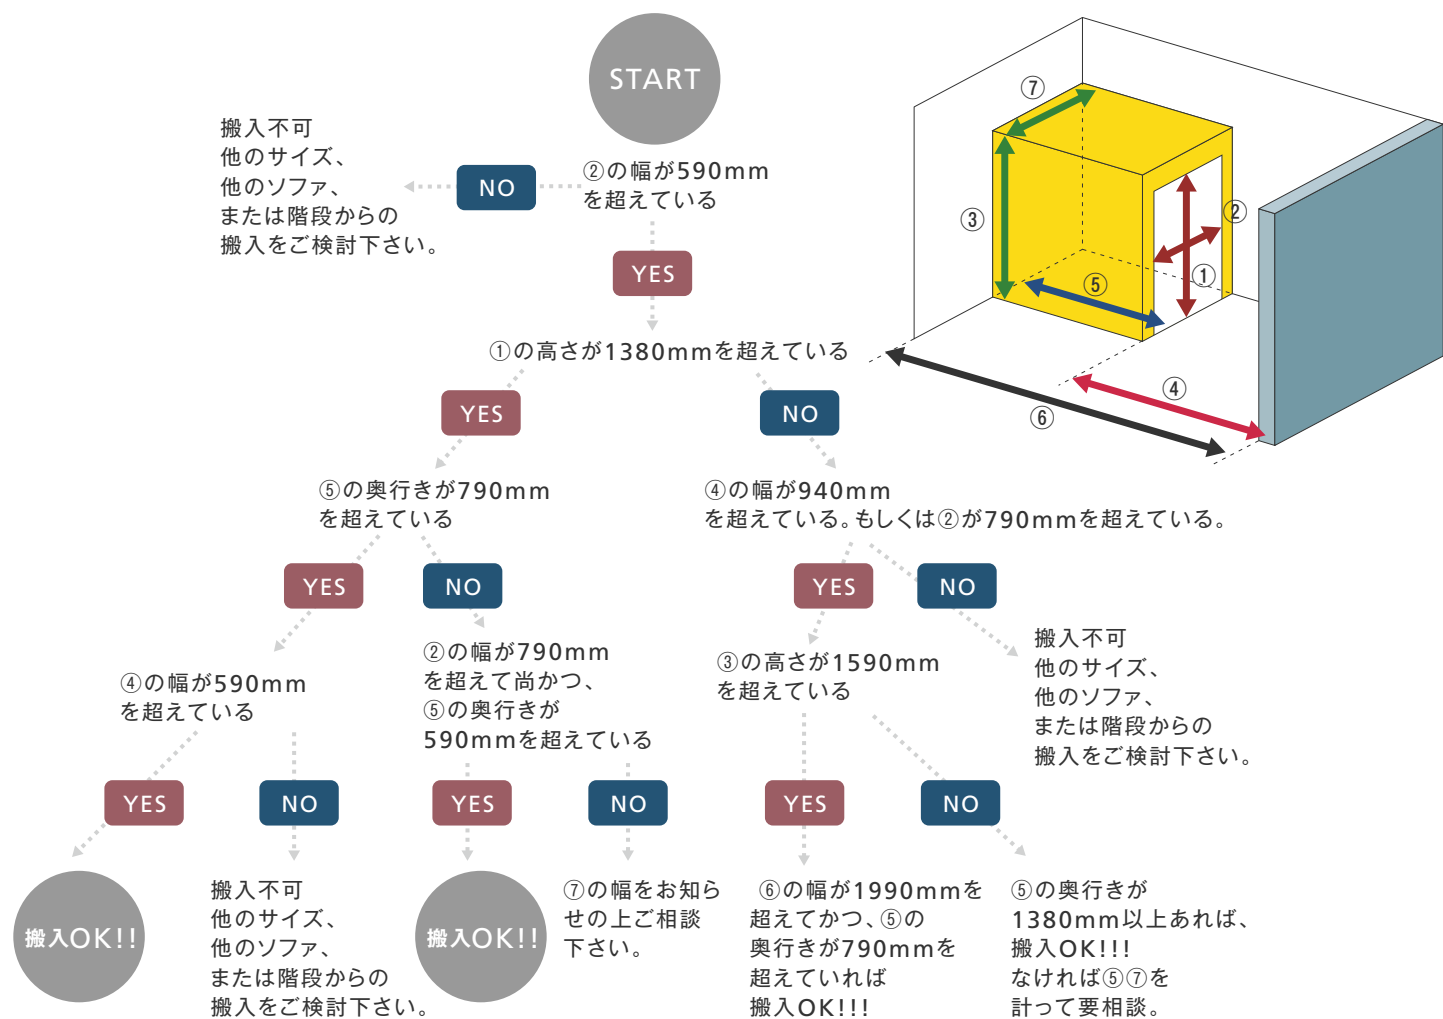 START
搬入不可
他のサイズ、
他のソファ、
または階段からの
搬入をご検討下さい。
NO
②の幅が590mm
を超えている
YES
①の高さが1380mmを超えている
YES
NO
⑤の奥行きが790mm
を超えている
④の幅が940mm
を超えている。もしくは②が790mmを超えている。
YES
NO
YES
NO
④の幅が590mm
を超えている
②の幅が790mm
を超えて尚かつ、
⑤の奥行きが
590mmを超えている
③の高さが1590mm
を超えている
搬入不可
他のサイズ、
他のソファ、
または階段からの
搬入をご検討下さい。
YES
NO
YES
NO
YES
NO
搬入OK!!
搬入不可
他のサイズ、
他のソファ、
または階段からの
搬入をご検討下さい。
搬入OK!!
⑦の幅をお知ら
せの上ご相談
下さい。
⑥の幅が1990mmを
超えてかつ、⑤の
奥行きが790mmを
超えていれば
搬入OK!!!
⑤の奥行きが
1380mm以上あれば、
搬入OK!!!
なければ⑤⑦を
計って要相談。
⑦
③
②
①
⑤
④
⑥